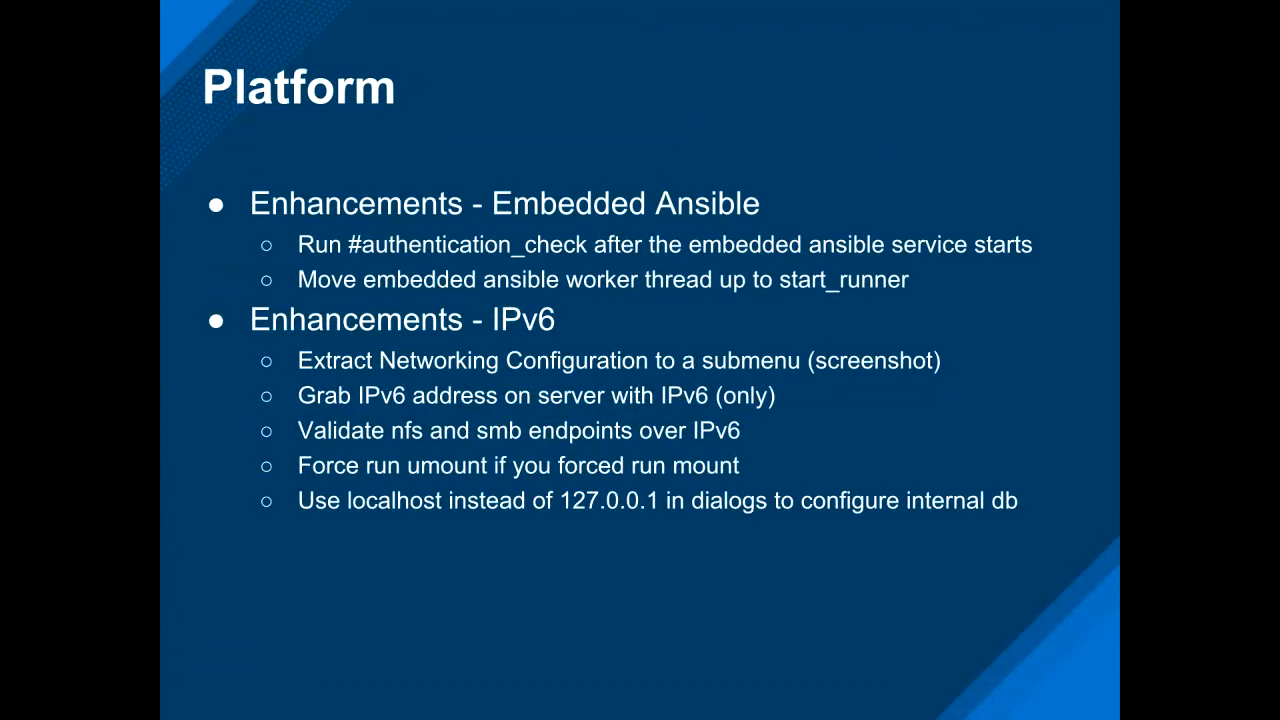 Platform
● Enhancements - Embedded Ansible
○ Run #authentication_check after the embedded ansible service starts
○ Move embedded ansible worker thread up to start_runner
● Enhancements - IPv6
○ Extract Networking Configuration to a submenu (screenshot)
○ Grab IPv6 address on server with IPv6 (only)
○ Validate nfs and smb endpoints over IPv6
○ Force run umount if you forced run mount
○ Use localhost instead of 127.0.0.1 in dialogs to configure internal db